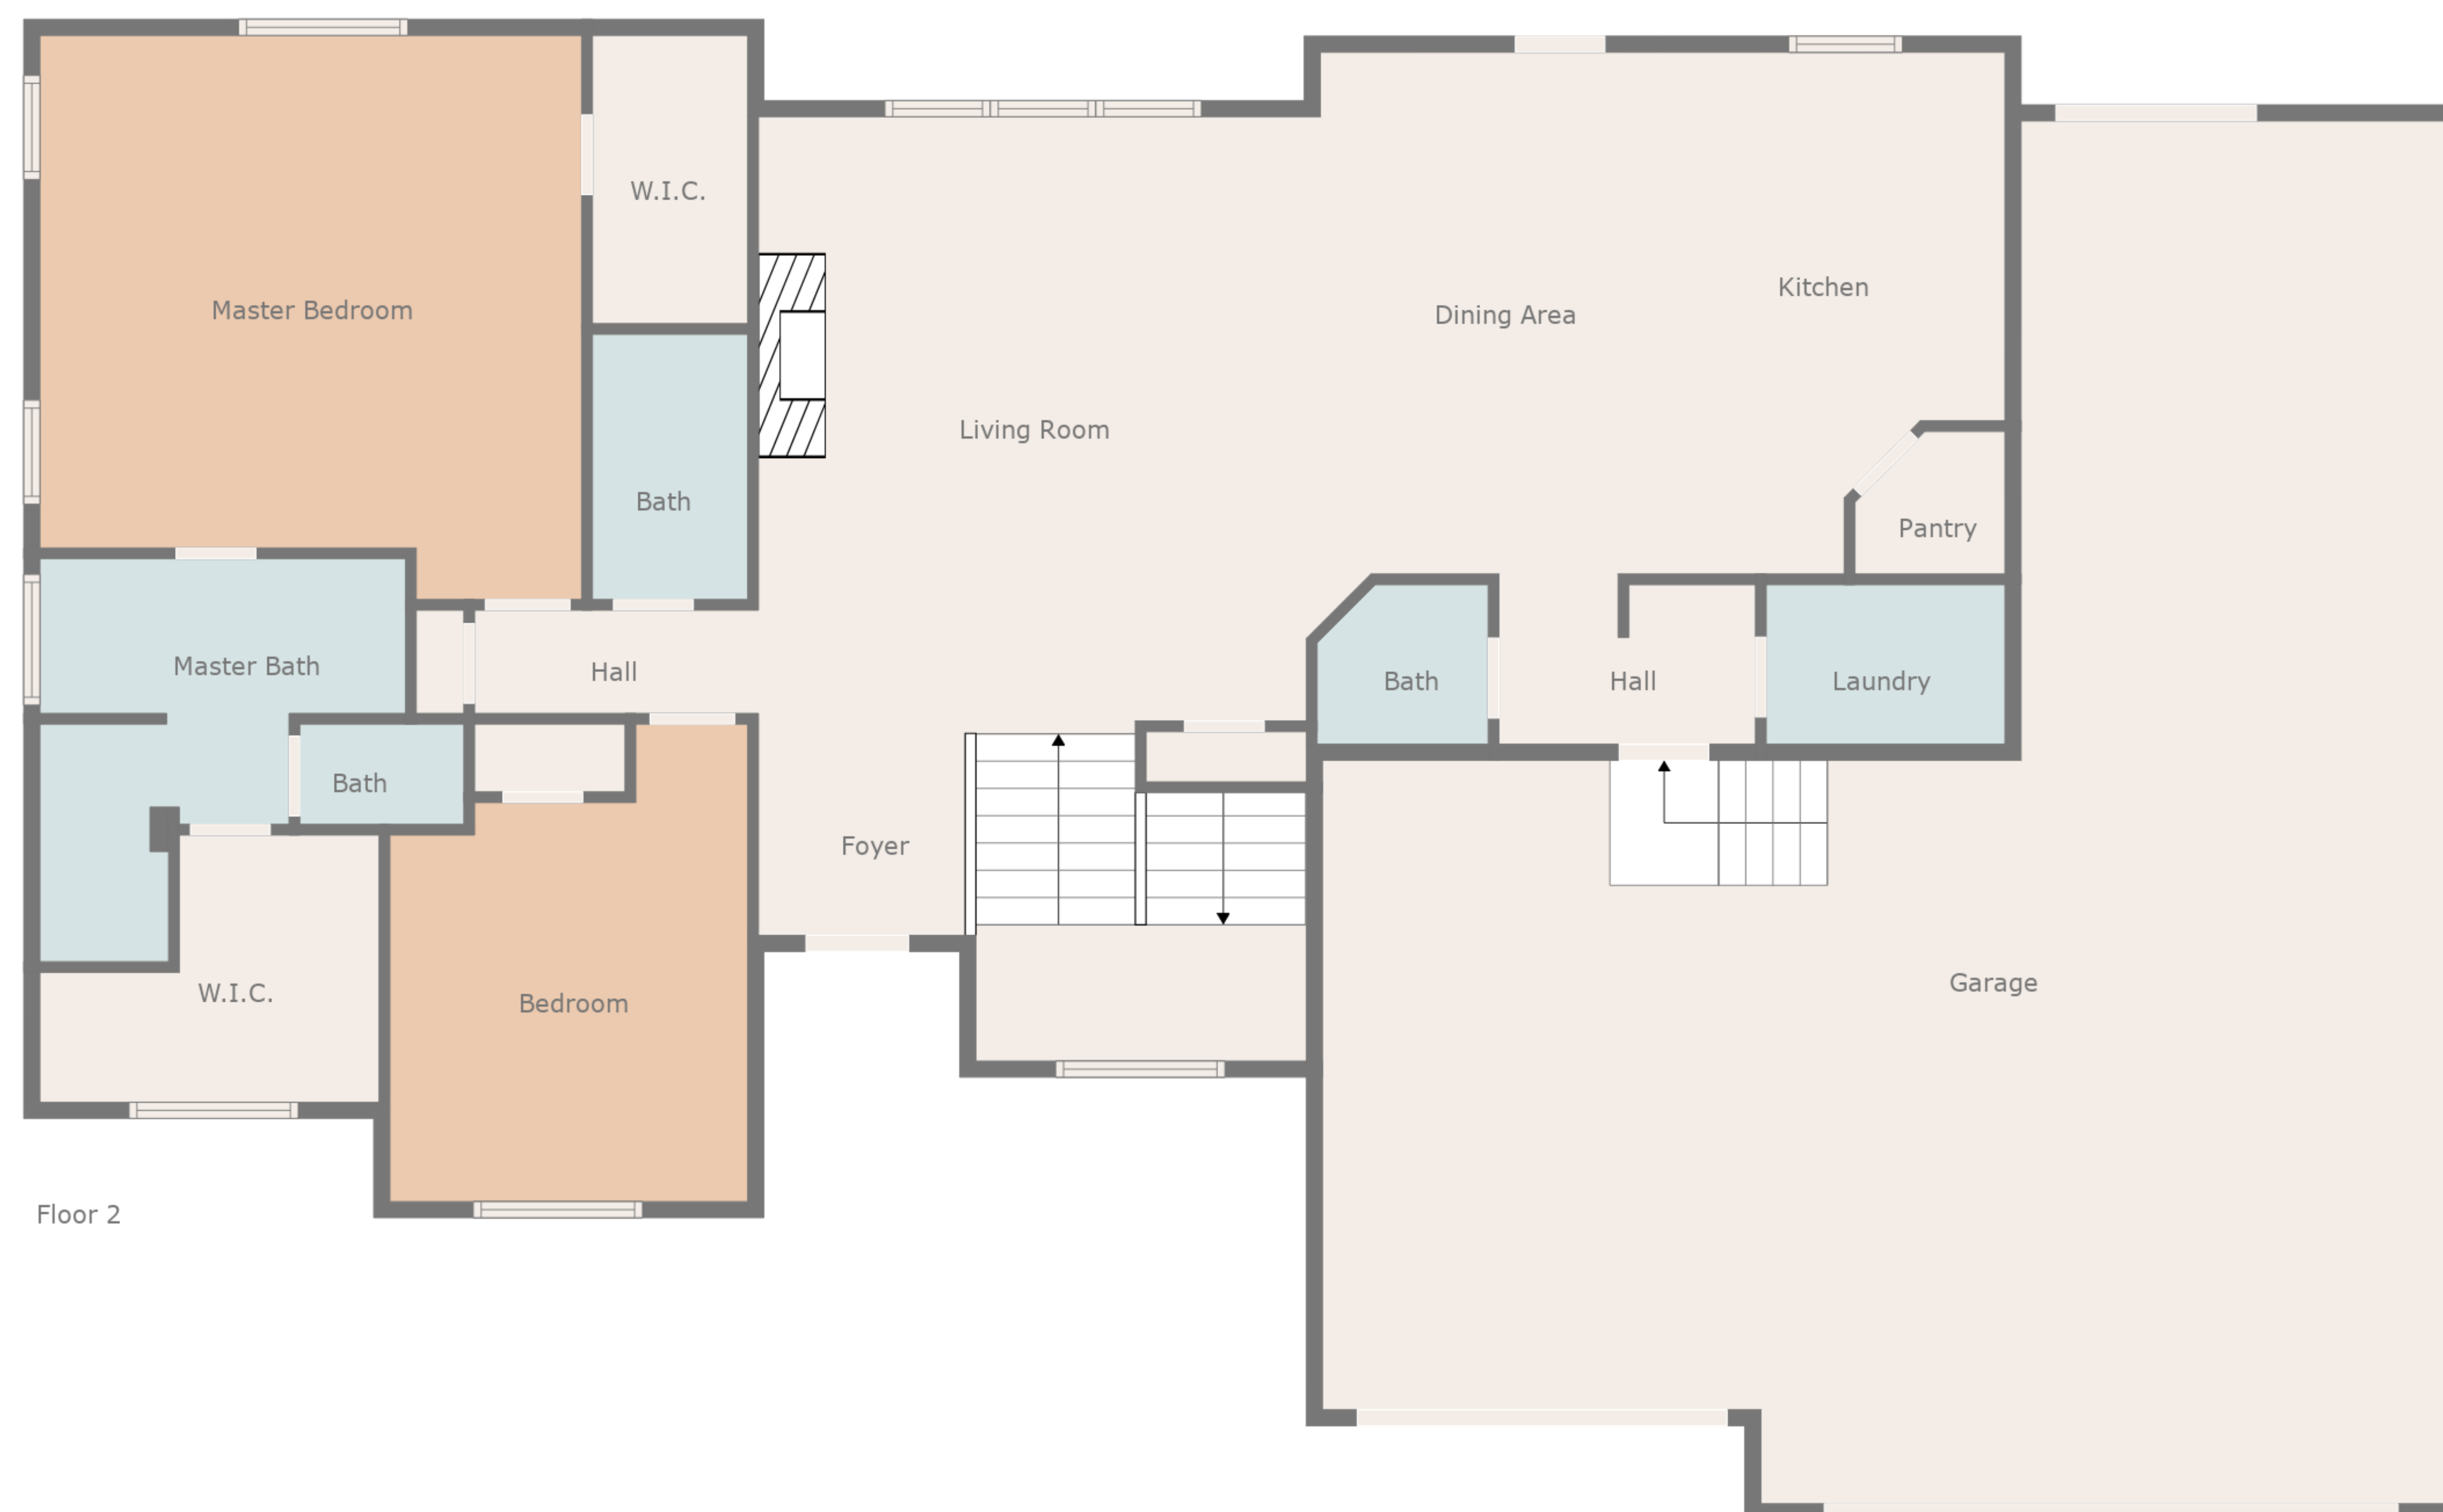 W.I.C.
Master Bedroom
Kitchen
Dining Area
Living Room
Bath
Pantry
Master Bath
Hall
Bath
Hall
Laundry
Bath
Foyer
W.I.C.
Bedroom
Garage
Floor 2